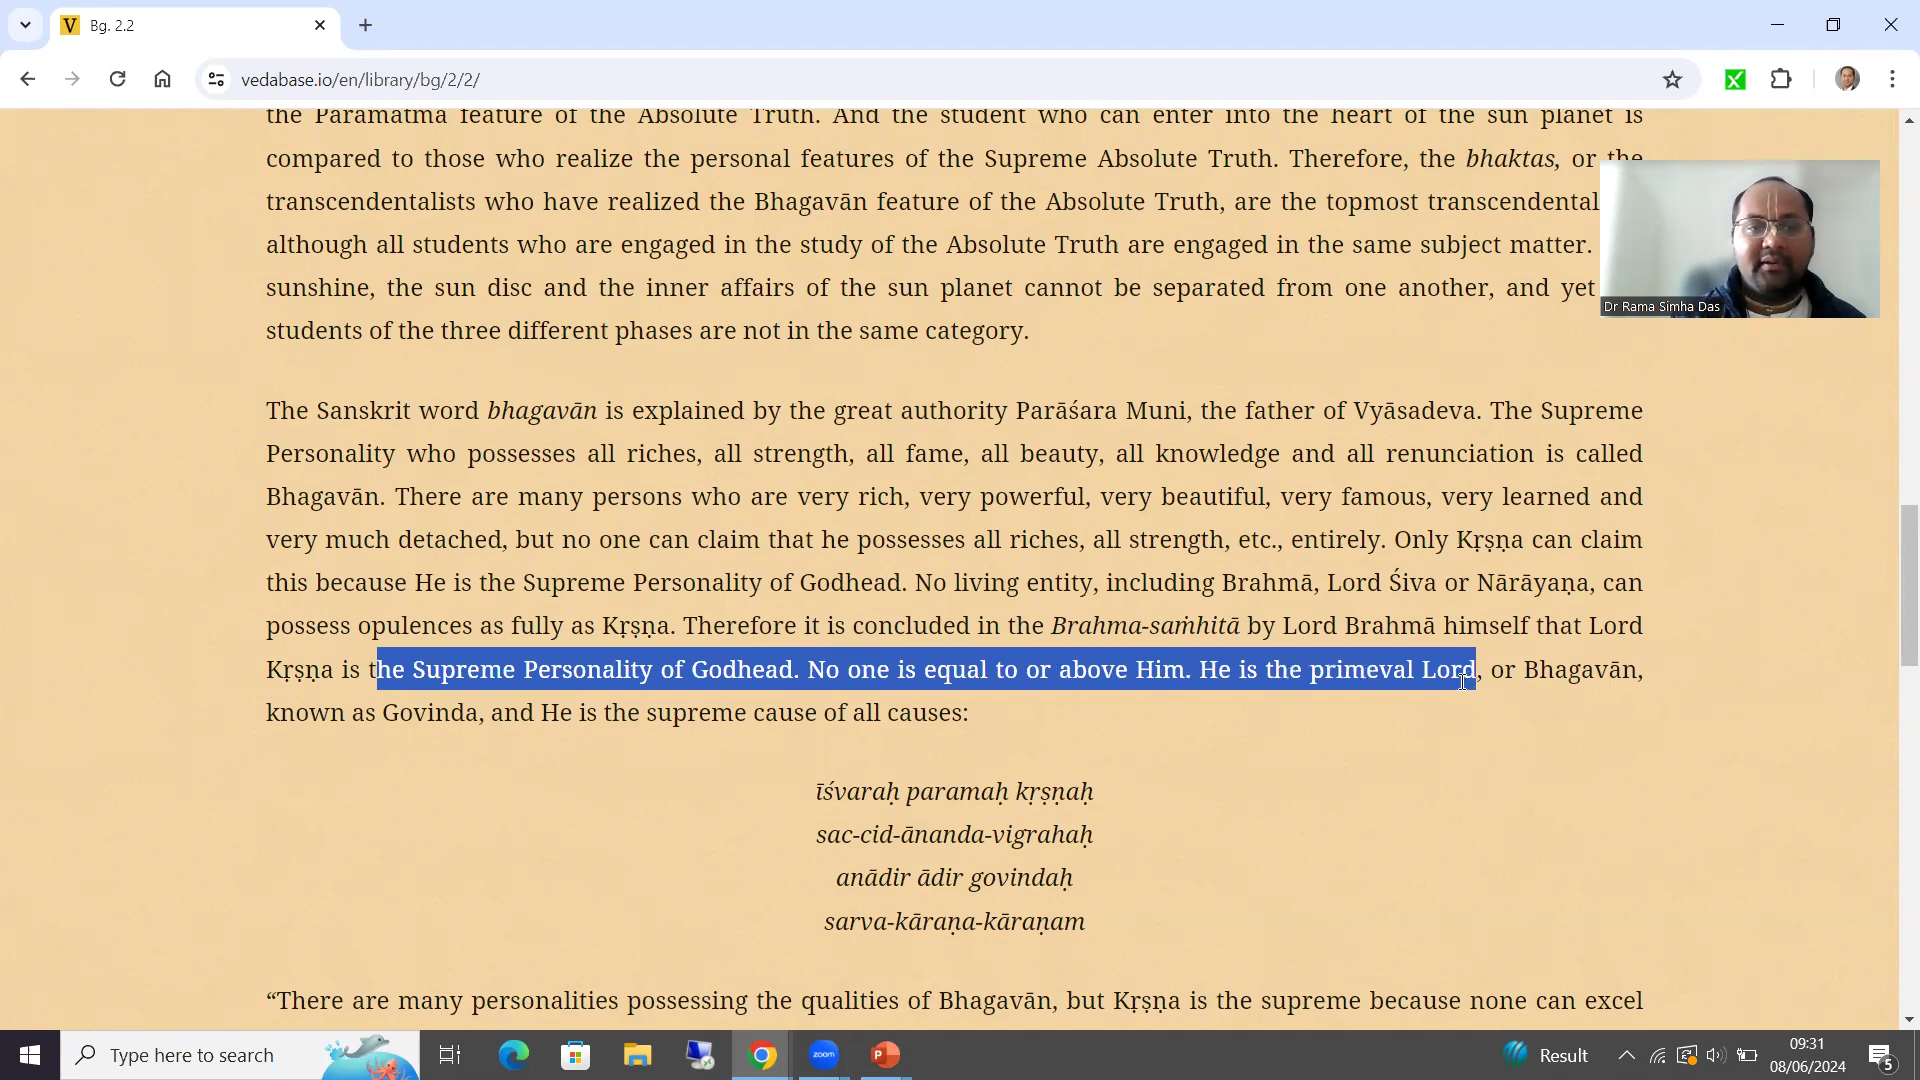 Bg. 2.2
vedabase.io/en/library/bg/2/2/
the Paramātmā feature of the Absolute Truth. And the student who can enter into the heart of the sun planet is
compared to those who realize the personal features of the Supreme Absolute Truth. Therefore, the bhaktas, or the
transcendentalists who have realized the Bhagavān feature of the Absolute Truth, are the topmost
although all students who are engaged in the study of the Absolute Truth are engaged in the same subject matter.
sunshine, the sun disc and the inner affairs of the sun planet cannot be separated from one another, and yet
students of the three different phases are not in the same category.
Dr Rama Simha Das
The Sanskrit word bhagavān is explained by the great authority Parāśara Muni, the father of Vyāsadeva. The Supreme
Personality who possesses all riches, all strength, all fame, all beauty, all knowledge and all renunciation is called
Bhagavān. There are many persons who are very rich, very powerful, very beautiful, very famous, very learned and
very much detached, but no one can claim that he possesses all riches, all strength, etc., entirely. Only Kṛṣṇa can claim
this because He is the Supreme Personality of Godhead. No living entity, including Brahmā, Lord Śiva or Nārāyaṇa, can
possess opulences as fully as Kṛṣṇa. Therefore it is concluded in the Brahma-saṁhitā by Lord Brahmā himself that Lord
Kṛṣṇa is the Supreme Personality of Godhead. No one is equal to or above Him. He is the primeval Lord, or Bhagavān,
known as Govinda, and He is the supreme cause of all causes:
īśvaraḥ paramaḥ kṛṣṇaḥ
sac-cid-ānanda-vigrahaḥ
anādir ādir govindaḥ
sarva-kāraṇa-kāraṇam
“There are many personalities possessing the qualities of Bhagavān, but Kṛṣṇa is the supreme because none can excel
Type here to search
zoom
Result
09:31
08/06/2024
5